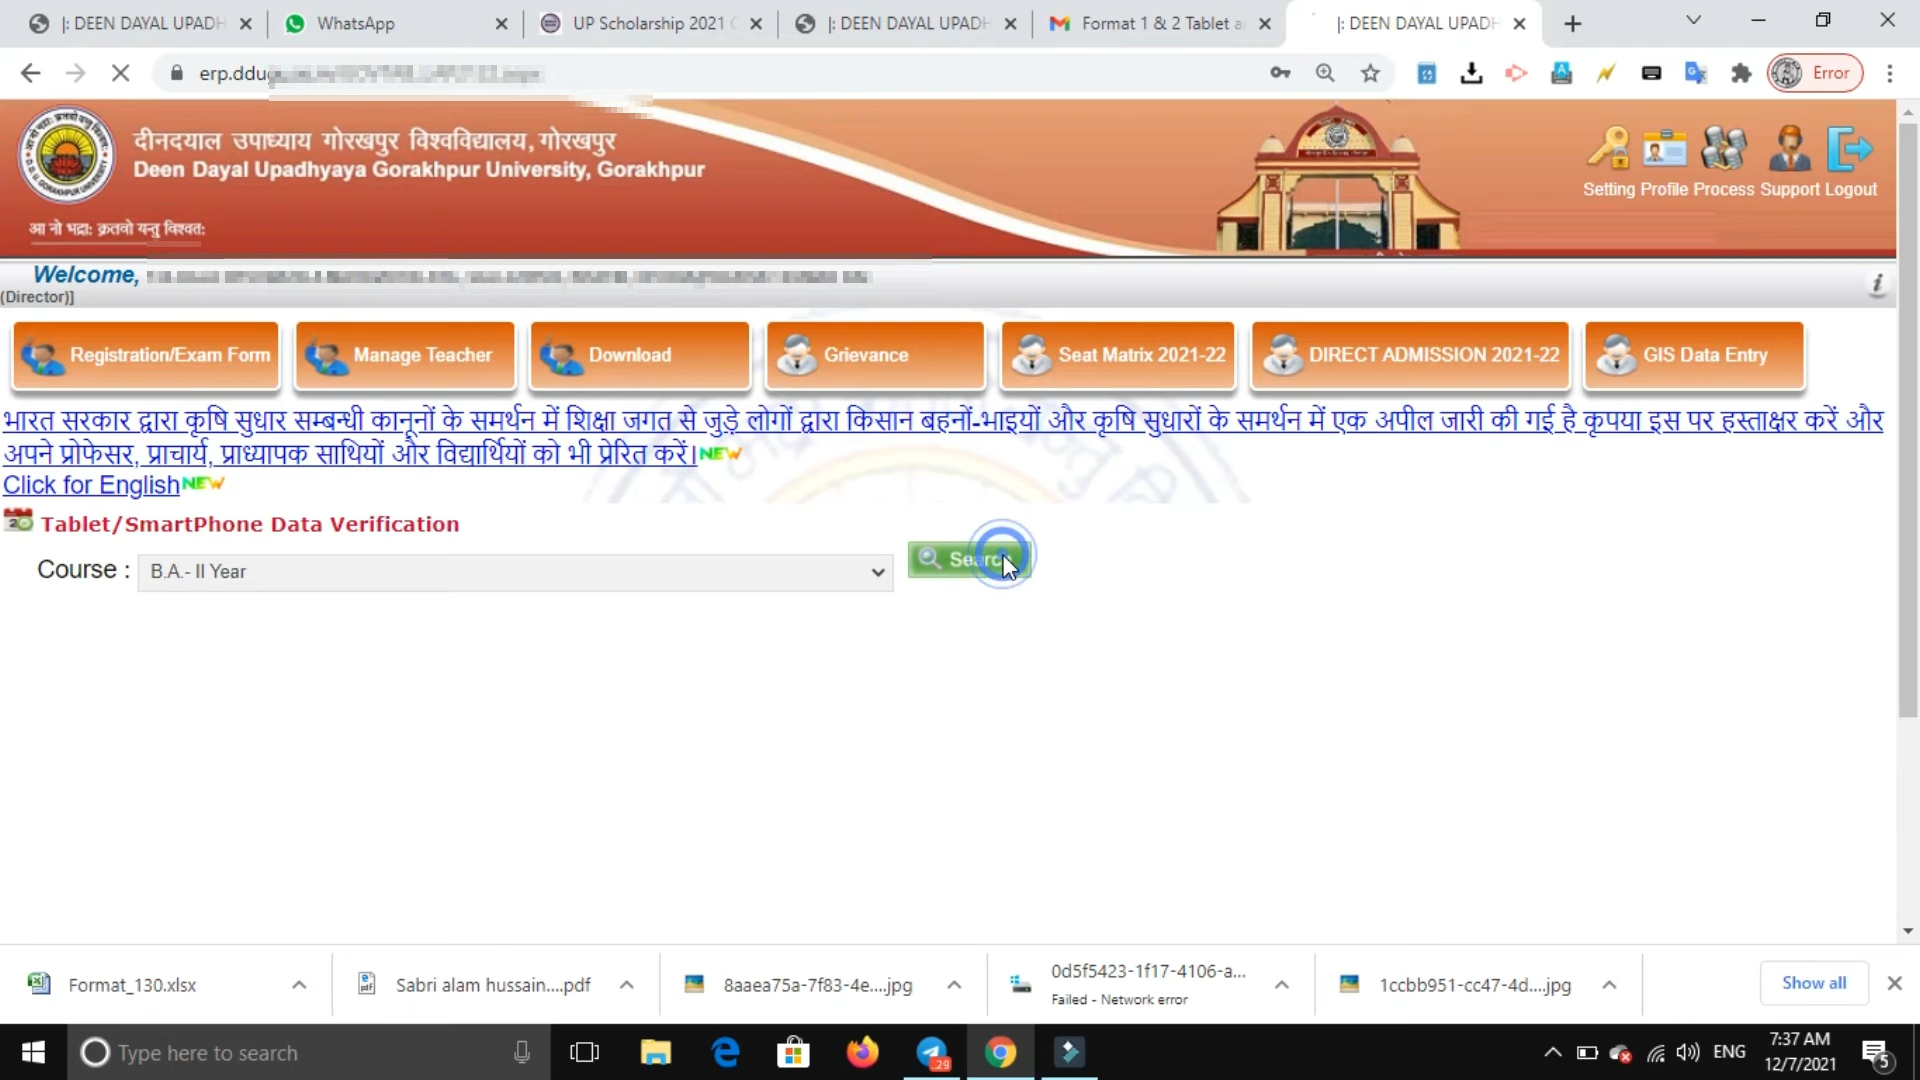 |: DEEN DAYAL UPADH
WhatsApp
UP Scholarship 2021
|: DEEN DAYAL UPADH
Format 1 & 2 Tablet a
|: DEEN DAYAL UPADH
erp.ddu
Error
दीनदयाल उपाध्याय गोरखपुर विश्वविद्यालय, गोरखपुर
Deen Dayal Upadhyaya Gorakhpur University, Gorakhpur
आ नो भद्रा: क्रतवो यन्तु विश्वत:
Setting Profile Process Support Logout
Welcome,
(Director)]
Registration/Exam Form
Manage Teacher
Download
Grievance
Seat Matrix 2021-22
DIRECT ADMISSION 2021-22
GIS Data Entry
भारत सरकार द्वारा कृषि सुधार सम्बन्धी कानूनों के समर्थन में शिक्षा जगत से जुड़े लोगों द्वारा किसान बहनों-भाइयों और कृषि सुधारों के समर्थन में एक अपील जारी की गई है कृपया इस पर हस्ताक्षर करें और
अपने प्रोफेसर, प्राचार्य, प्राध्यापक साथियों और विद्यार्थियों को भी प्रेरित करें। NEW
Click for English NEW
Tablet/SmartPhone Data Verification
Course : B.A.- II Year
Search
Format_130.xlsx
Sabri alam hussain....pdf
8aaea75a-7f83-4e....jpg
0d5f5423-1f17-4106-a...
Failed - Network error
1ccbb951-cc47-4d....jpg
Show all
Type here to search
29
ENG
7:37 AM
12/7/2021
5